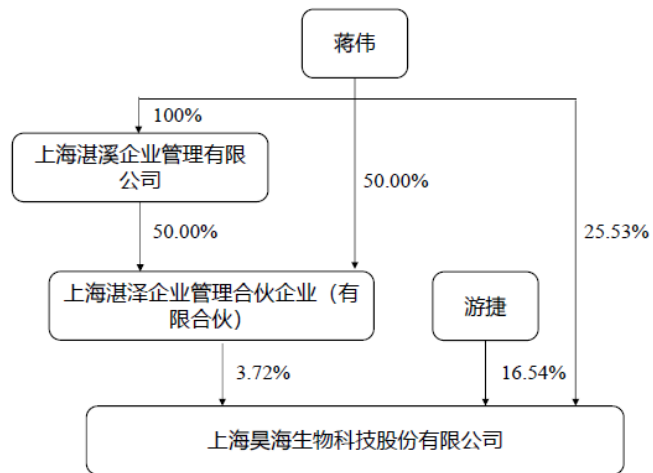 蒋伟
100%
上海湛溪企业管理有限
公司
50.00%
50.00%
25.53%
上海湛泽企业管理合伙企业（有
限合伙）
游捷
3.72%
16.54%
上海昊海生物科技股份有限公司